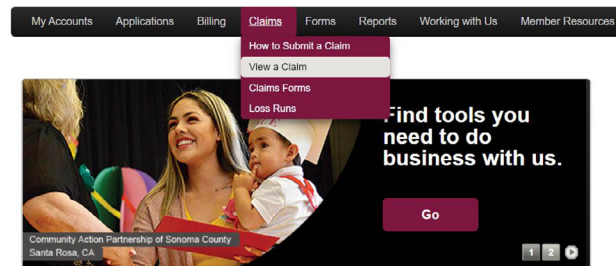 My Accounts Applications Billing Claims Forms Reports Working with Us Member Resources
How to Submit a Claim
View a Claim
Claims Forms
Loss Runs
Find tools you
need to do
business with us.
Go
Community Action Partnership of Sonoma County
Santa Rosa, CA
1 2